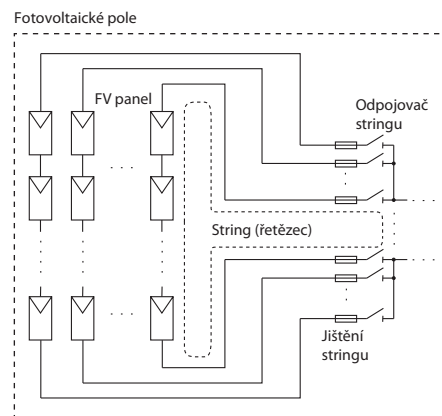 Fotovoltaické pole
FV panel
Odpojovač
stringu
String (řetězec)
Jištění
stringu